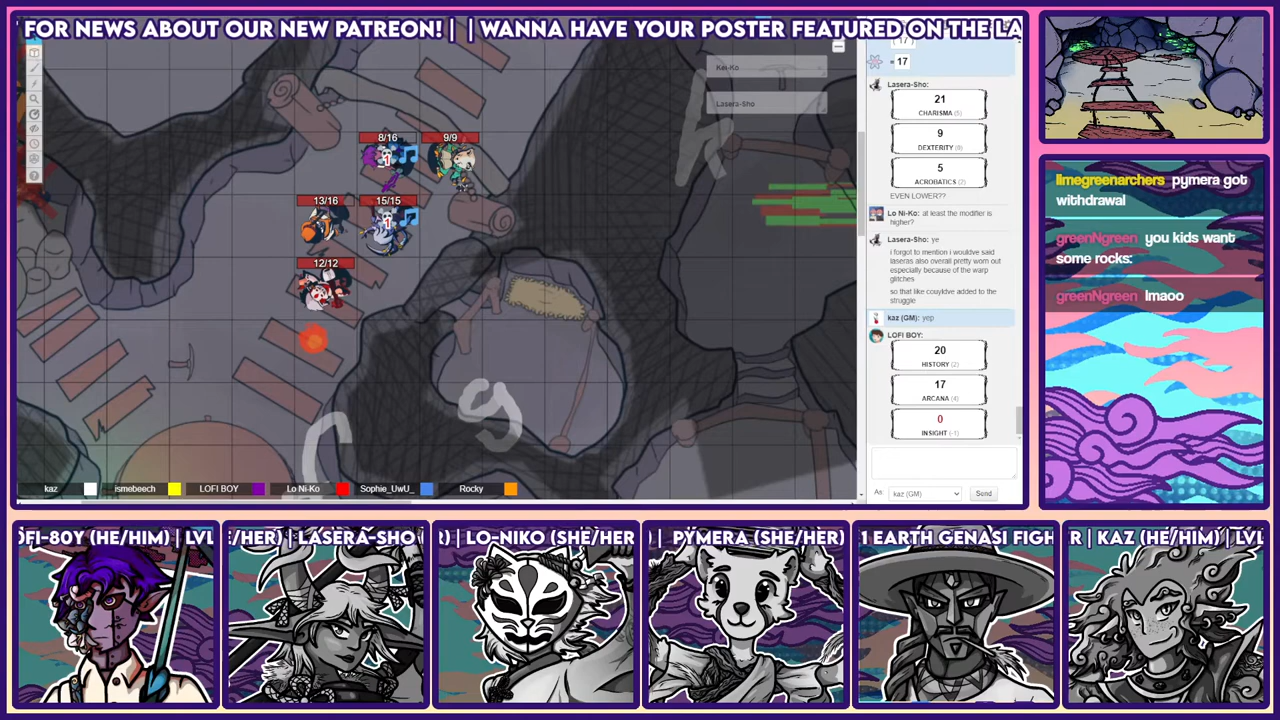 FOR NEWS ABOUT OUR NEW PATREON! | | WANNA HAVE YOUR POSTER FEATURED ON THE LA
Kei-Ko
Lasera-Sho
8/16
9/9
13/16
15/15
12/12
g
kaz
ismebeech
LOFI BOY
Lo Ni-Ko
Sophie_UwU_
Rocky
(17)
=17
Lasera-Sho:
21
CHARISMA (5)
9
DEXTERITY (9)
5
ACROBATICS (2)
EVEN LOWER??
Lo Ni-Ko: at least the modifier is
higher?
Lasera-Sho: ye
i forgot to mention i wouldve said
laseras also overall pretty worn out
especially because of the warp
glitches
so that like couyldve added to the
struggle
kaz (GM): yep
LOFI BOY:
20
HISTORY (2)
17
ARCANA (4)
0
INSIGHT (-1)
As:
kaz (GM)
Send
limegreenarchers pymera got
withdrawal
greenNgreen you kids want
some rocks:
greenNgreen lmaoo
OFI-80Y (HE/HIM) | LVL
E/HER) | LASERA-SHO (
R) | LO-NIKO (SHE/HER
) | PYMERA (SHE/HER)
1 EARTH GENASI FIGH
R | KAZ (HE/HIM) | LVL